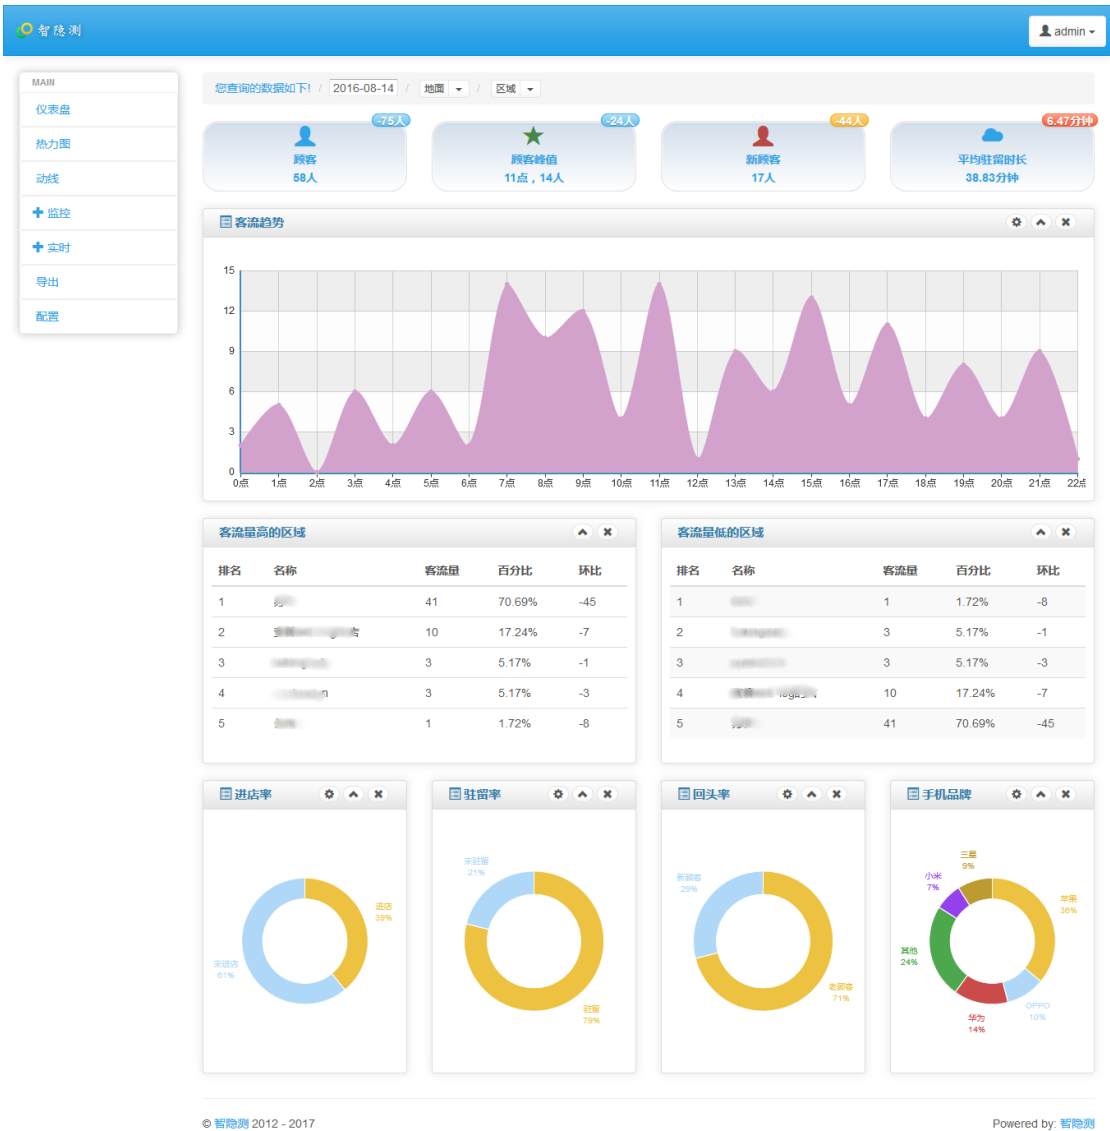 智隐测
admin
MAIN
仪表盘
热力图
动线
监控
实时
导出
配置
您查询的数据如下! / 2016-08-14 / 地面 / 区域
-75人
顾客
58人
-24人
顾客峰值
11点，14人
-44人
新顾客
17人
6.47分钟
平均驻留时长
38.83分钟
客流趋势
15
12
9
6
3
0
0点 1点 2点 3点 4点 5点 6点 7点 8点 9点 10点 11点 12点 13点 14点 15点 16点 17点 18点 19点 20点 21点 22点
客流量高的区域
排名 名称 客流量 百分比 环比
1 41 70.69% -45
2 10 17.24% -7
3 3 5.17% -1
4 3 5.17% -3
5 1 1.72% -8
客流量低的区域
排名 名称 客流量 百分比 环比
1 1 1.72% -8
2 3 5.17% -1
3 3 5.17% -3
4 10 17.24% -7
5 41 70.69% -45
进店率
进店
39%
未进店
61%
驻留率
未驻留
21%
驻留
79%
回头率
新顾客
29%
老顾客
71%
手机品牌
三星
9%
小米
7%
苹果
36%
其他
24%
OPPO
10%
华为
14%
© 智隐测 2012 - 2017
Powered by: 智隐测